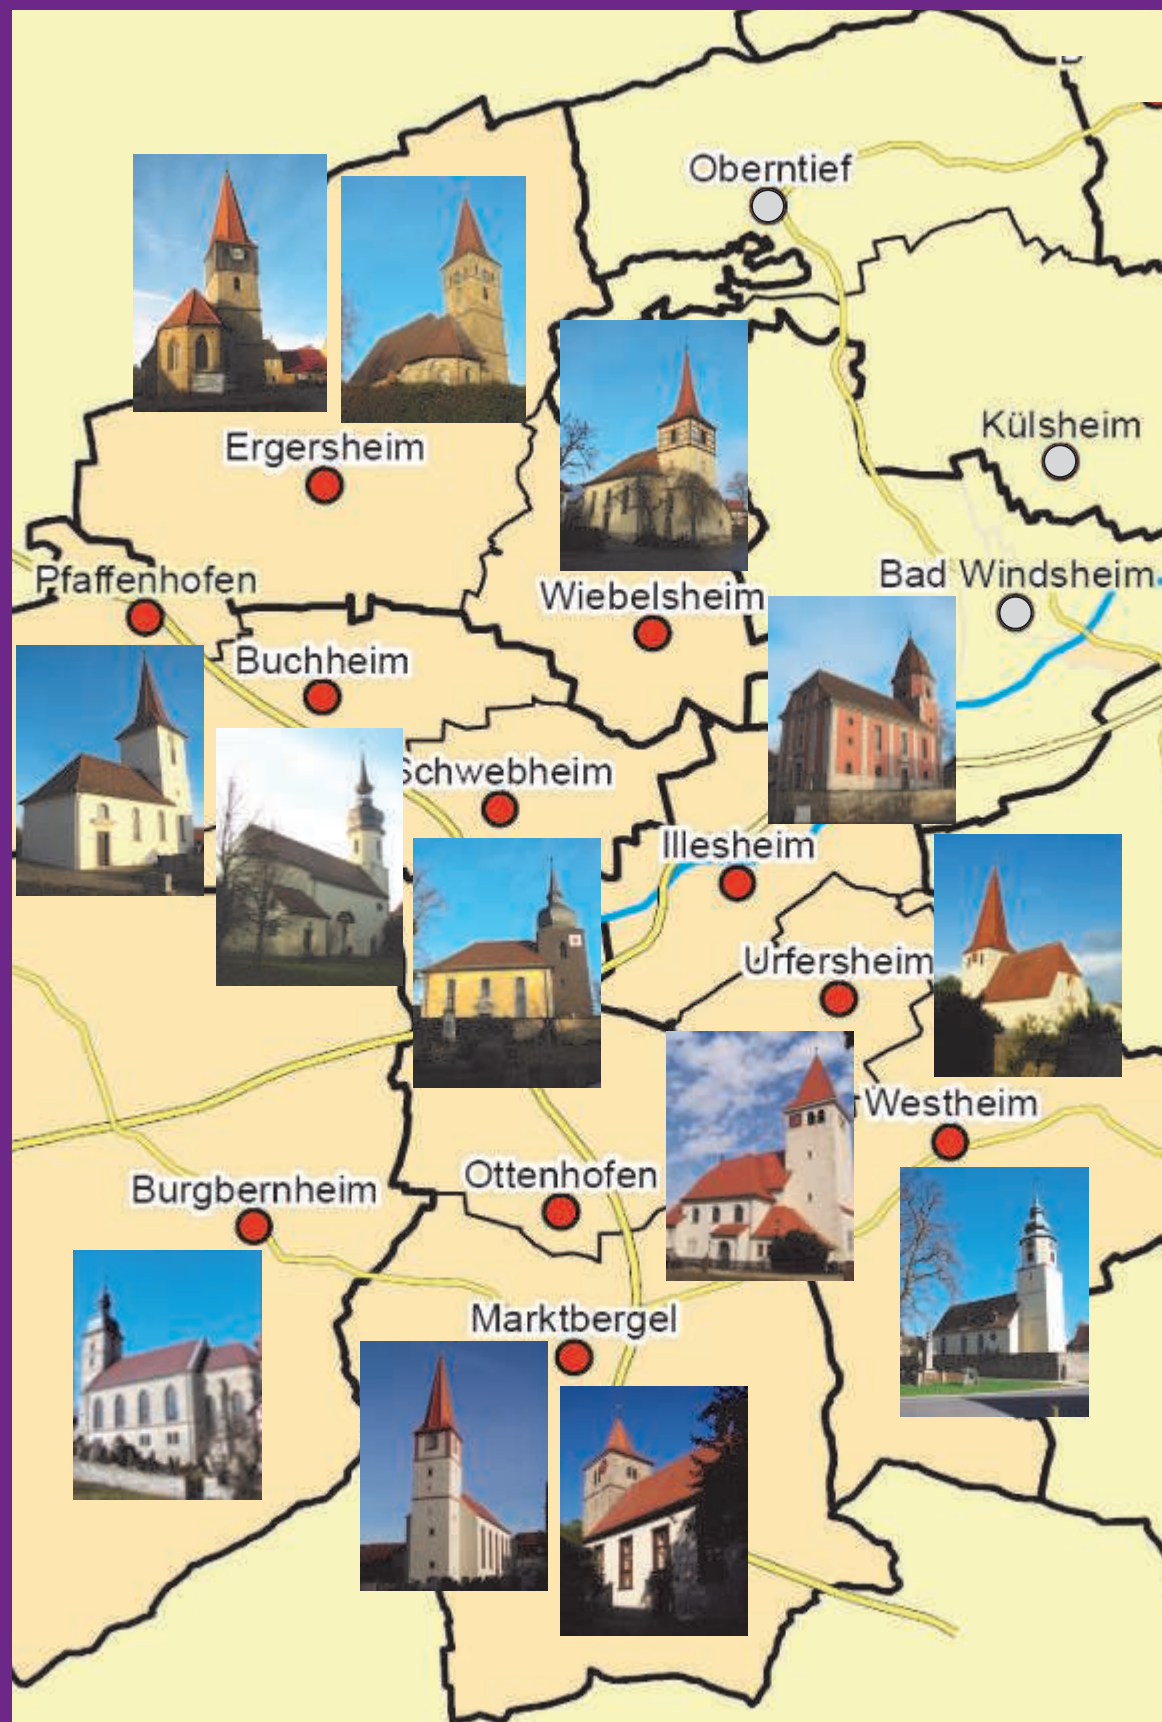 Oberntief
Külsheim
Ergersheim
Pfaffenhofen
Wiebelsheim
Bad Windsheim
Buchheim
Schwebheim
Illesheim
Urfersheim
Westheim
Burgbernheim
Ottenhofen
Marktbergel